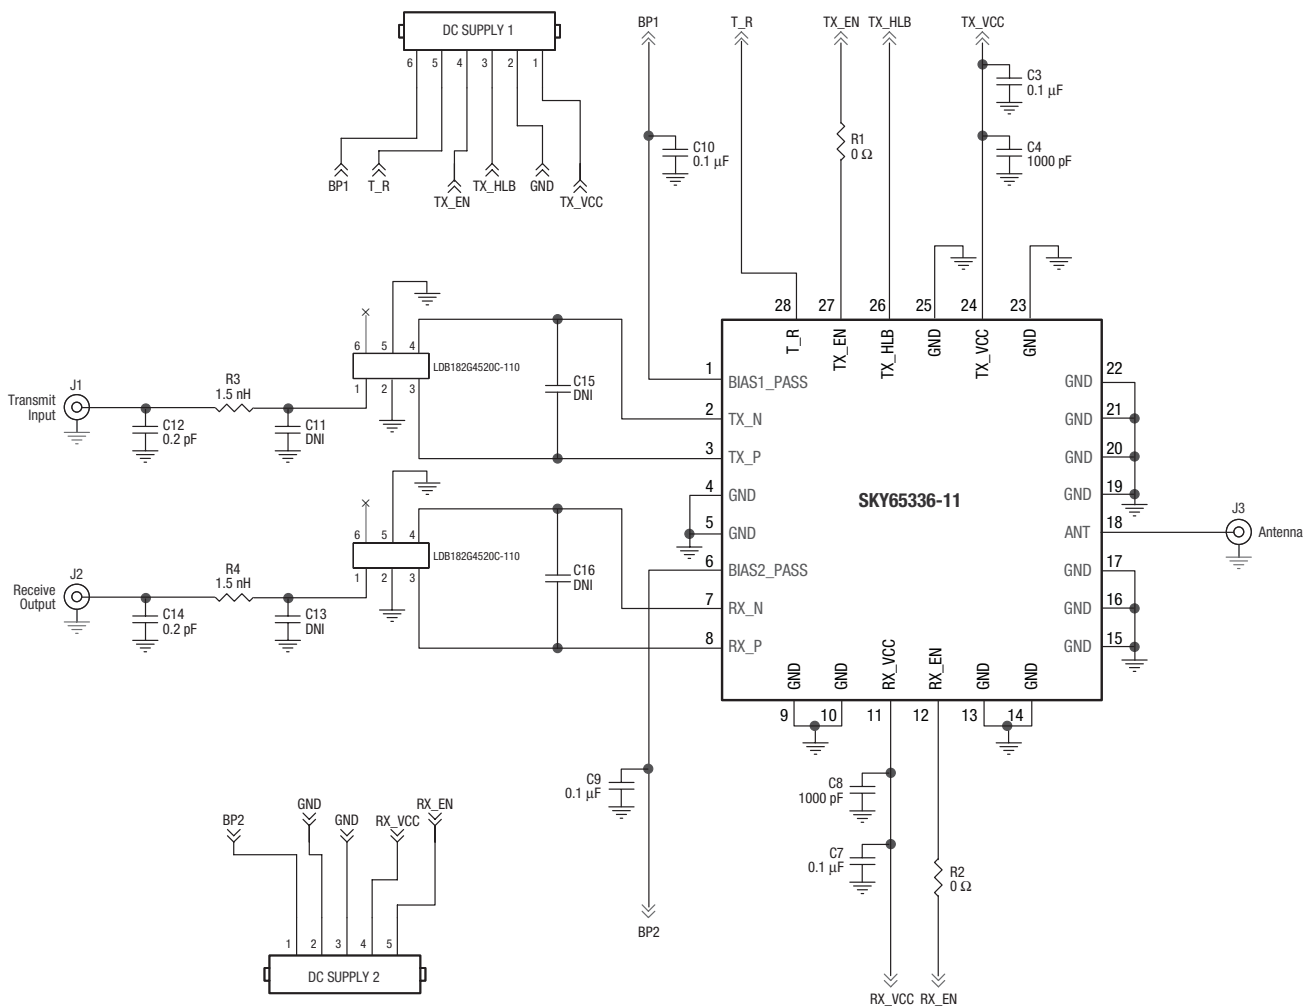 DC SUPPLY 1
6 5 4 3 2 1
BP1 T_R TX_EN TX_HLB GND TX_VCC
BP1 T_R TX_EN TX_HLB TX_VCC
C3
0.1 μF
C4
1000 pF
C10
0.1 μF
R1
0 Ω
28 27 26 25 24 23
T_R TX_EN TX_HLB GND TX_VCC GND
1 BIAS1_PASS
2 TX_N
3 TX_P
4 GND
5 GND
6 BIAS2_PASS
7 RX_N
8 RX_P
SKY65336-11
22 GND
21 GND
20 GND
19 GND
18 ANT
17 GND
16 GND
15 GND
J3
Antenna
GND GND RX_VCC RX_EN GND GND
9 10 11 12 13 14
J1
Transmit
Input
C12
0.2 pF
R3
1.5 nH
C11
DNI
6 5 4
LDB182G4520C-110
1 2 3
C15
DNI
J2
Receive
Output
C14
0.2 pF
R4
1.5 nH
C13
DNI
6 5 4
LDB182G4520C-110
1 2 3
C16
DNI
C9
0.1 μF
BP2
C8
1000 pF
C7
0.1 μF
R2
0 Ω
RX_VCC RX_EN
BP2 GND GND RX_VCC RX_EN
1 2 3 4 5
DC SUPPLY 2